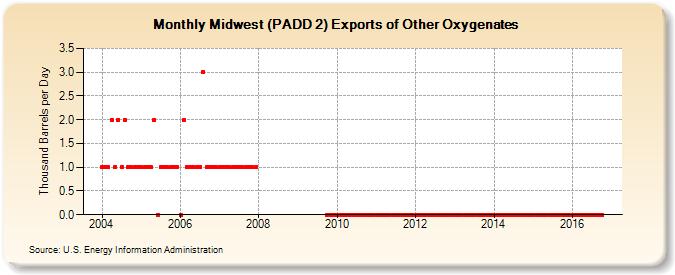 Monthly Midwest (PADD 2) Exports of Other Oxygenates
Thousand Barrels per Day
3.5
3.0
2.5
2.0
1.5
1.0
0.5
0.0
2004 2006 2008 2010 2012 2014 2016
Source: U.S. Energy Information Administration